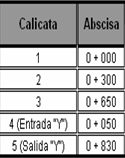 Calicata Abscisa
1 0 + 000
2 0 + 300
3 0 + 650
4 (Entrada "Y") 0 + 050
5 (Salida "Y") 0 + 830